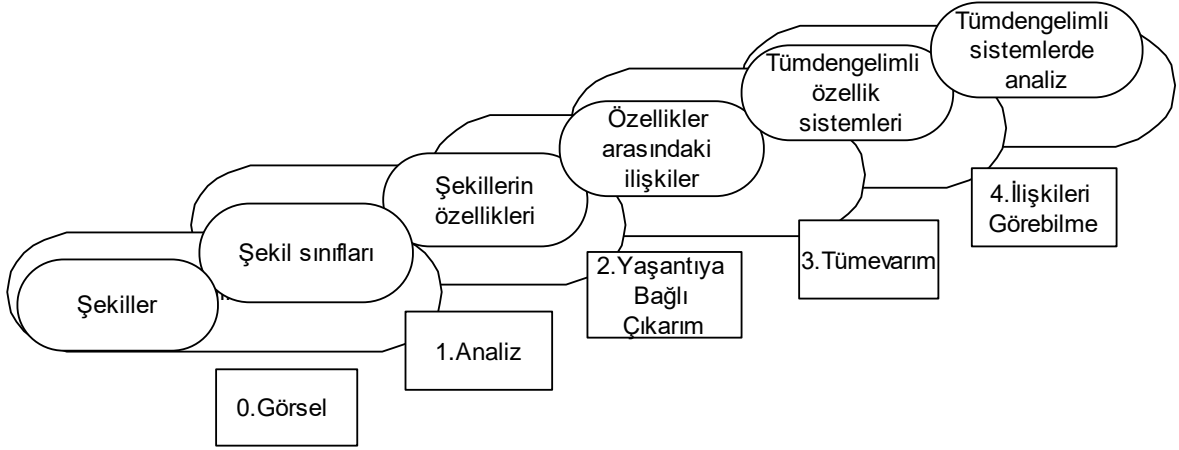 Şekiller
Şekil sınıfları
Şekillerin
özellikleri
Özellikler
arasındaki
ilişkiler
Tümdengelimli
özellik
sistemleri
Tümdengelimli
sistemlerde
analiz
0.Görsel
1.Analiz
2.Yaşantıya
Bağlı
Çıkarım
3.Tümevarım
4.İlişkileri
Görebilme